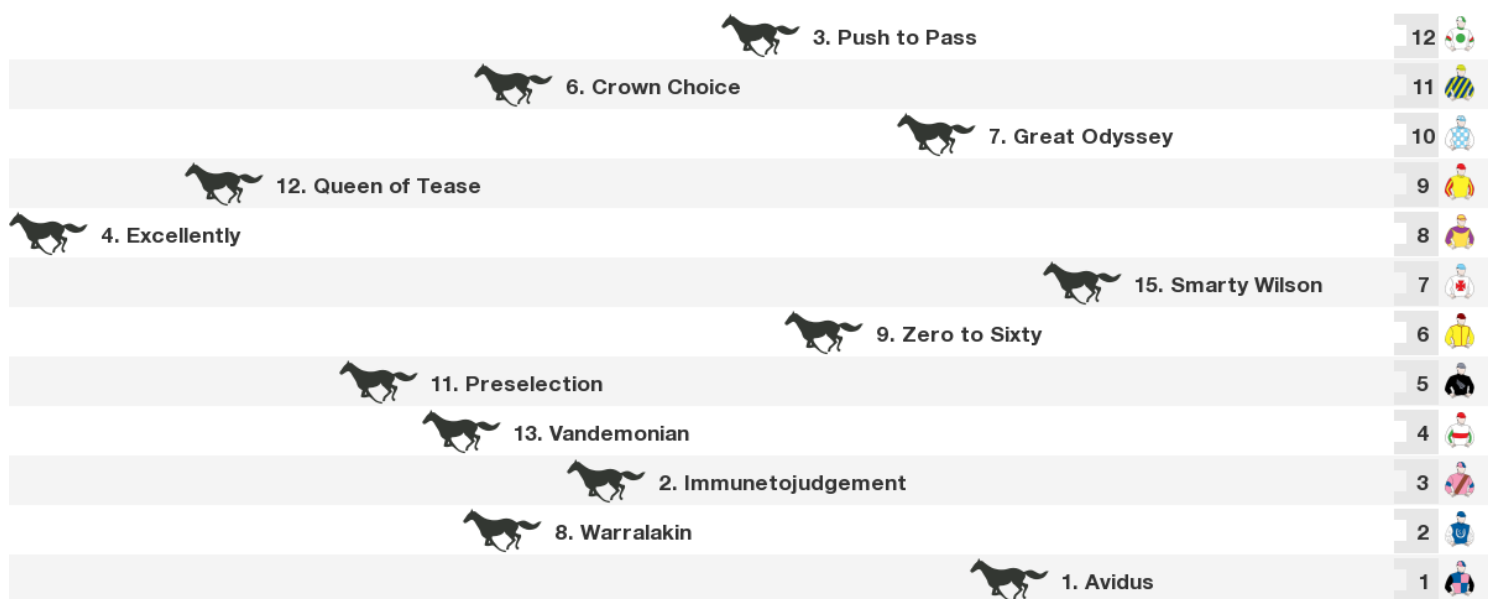 3. Push to Pass 12
6. Crown Choice 11
7. Great Odyssey 10
12. Queen of Tease 9
4. Excellently 8
15. Smarty Wilson 7
9. Zero to Sixty 6
11. Preselection 5
13. Vandemonian 4
2. Immunetojudgement 3
8. Warralakin 2
1. Avidus 1